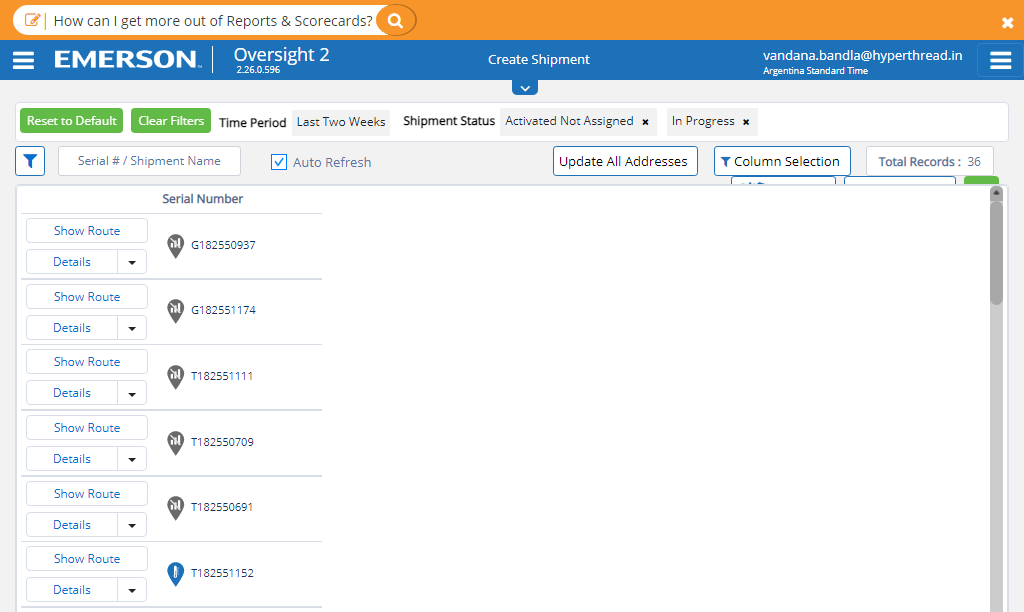 How can I get more out of Reports & Scorecards?
EMERSON
Oversight 2
2.26.0.596
Create Shipment
vandana.bandla@hyperthread.in
Argentina Standard Time
Reset to Default
Clear Filters
Time Period
Last Two Weeks
Shipment Status
Activated Not Assigned ×
In Progress ×
Serial # / Shipment Name
Auto Refresh
Update All Addresses
Column Selection
Total Records : 36
Serial Number
Show Route
Details
G182550937
Show Route
Details
G182551174
Show Route
Details
T182551111
Show Route
Details
T182550709
Show Route
Details
T182550691
Show Route
Details
T182551152